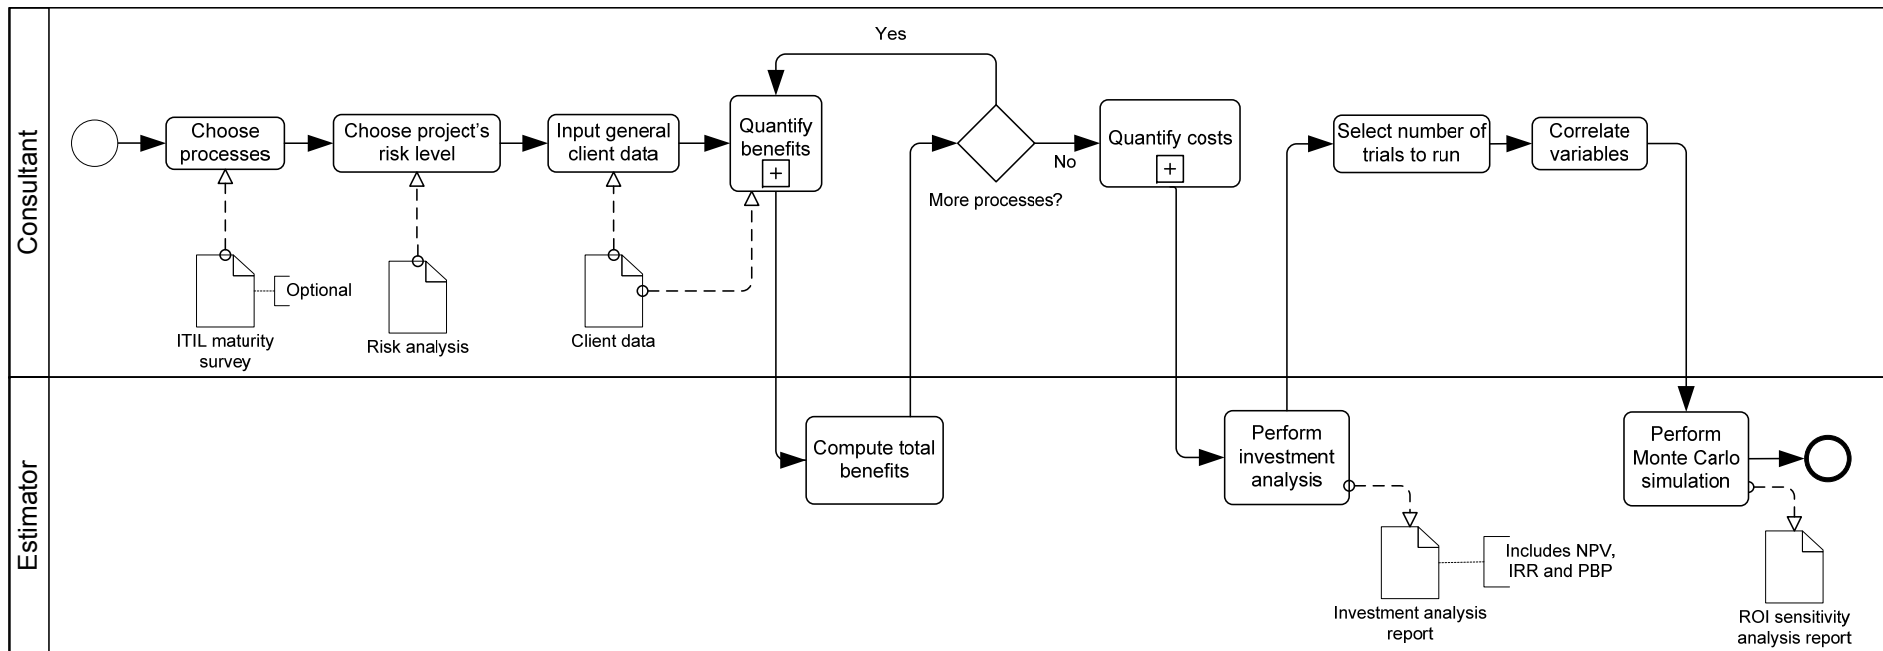 Consultant
Yes
Choose
processes
Choose project's
risk level
Input general
client data
Quantify
benefits
+
More processes?
No
Quantify costs
+
Select number of
trials to run
Correlate
variables
Optional
ITIL maturity
survey
Risk analysis
Client data
Estimator
Compute total
benefits
Perform
investment
analysis
Includes NPV,
IRR and PBP
Investment analysis
report
Perform
Monte Carlo
simulation
ROI sensitivity
analysis report